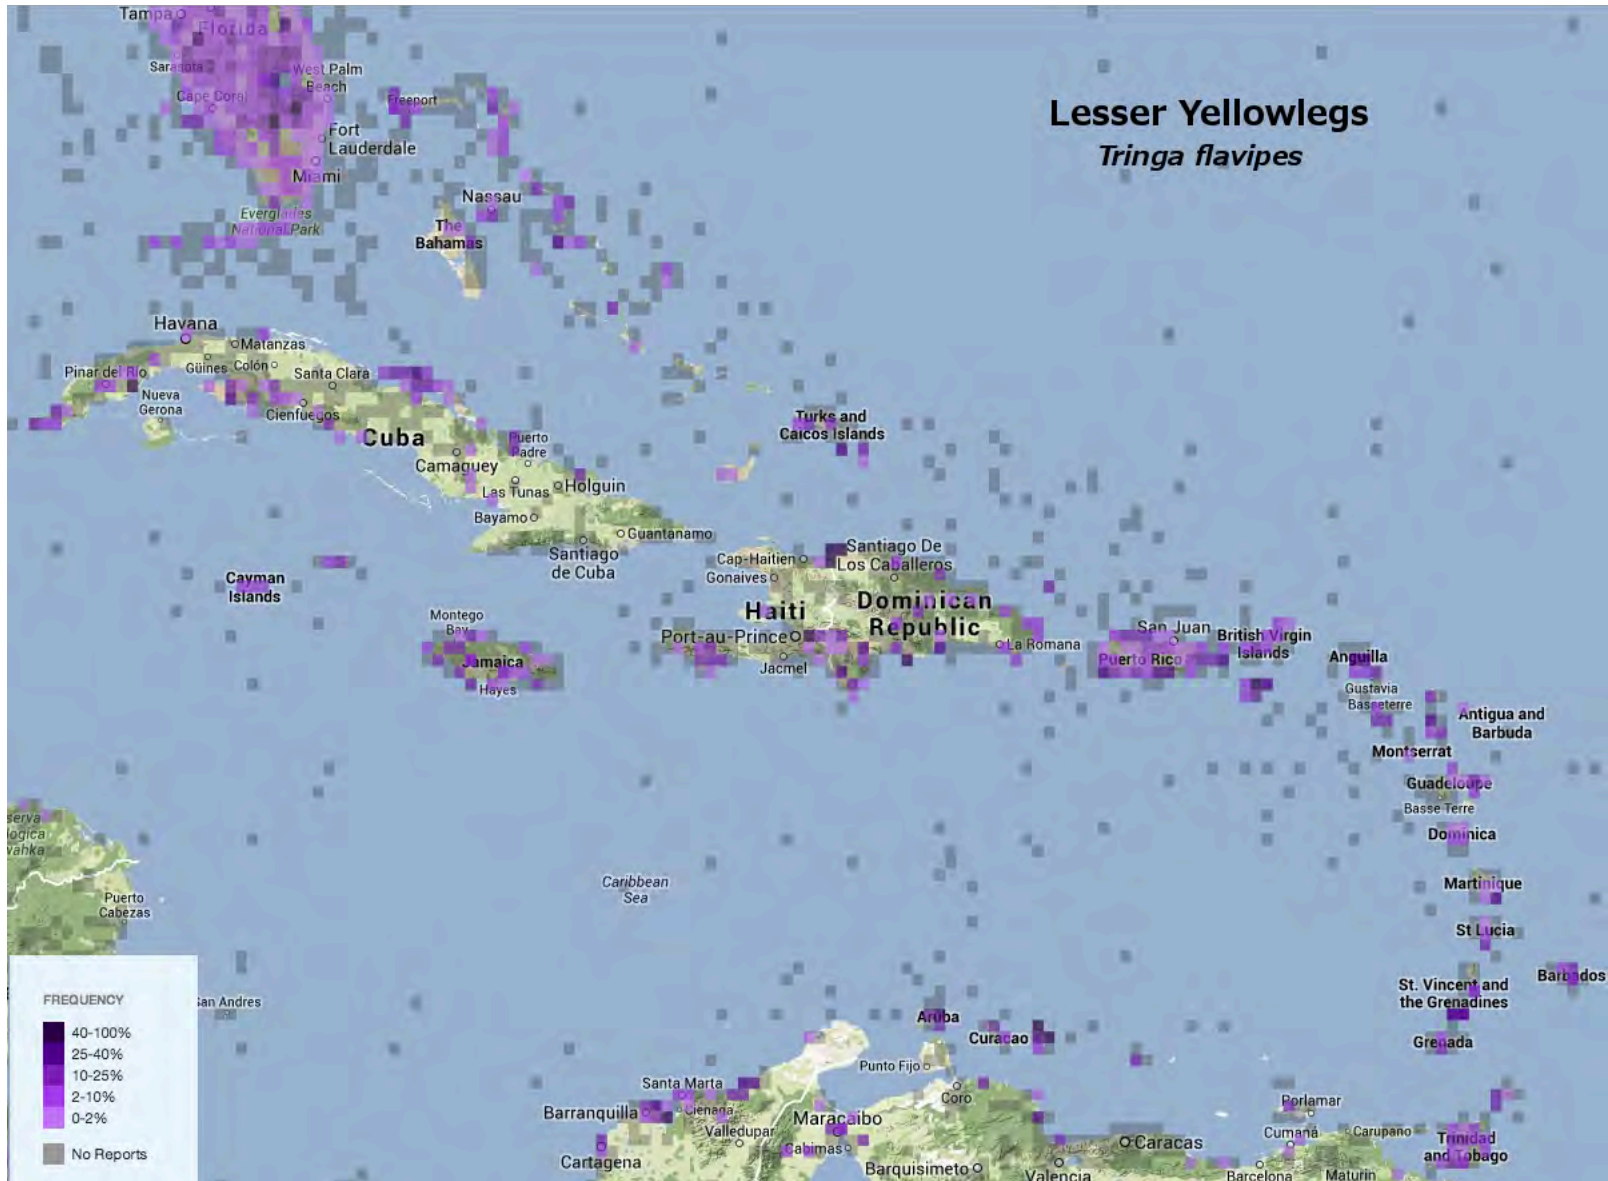 Lesser Yellowlegs
Tringa flavipes
Tampa
Florida
Sarasota
West Palm
Beach
Cape Coral
Freeport
Fort
Lauderdale
Miami
Everglades
National Park
Nassau
The
Bahamas
Havana
Matanzas
Güines
Colón
Pinar del Río
Santa Clara
Nueva
Gerona
Cienfuegos
Cuba
Camaguey
Puerto
Padre
Las Tunas
Holguin
Bayamo
Guantanamo
Santiago
de Cuba
Turks and
Caicos Islands
Cayman
Islands
Montego
Bay
Jamaica
Hayes
Cap-Haitien
Gonaives
Haiti
Port-au-Prince
Jacmel
Santiago De
Los Caballeros
Dominican
Republic
La Romana
San Juan
Puerto Rico
British Virgin
Islands
Anguilla
Gustavia
Basseterre
Antigua and
Barbuda
Montserrat
Guadeloupe
Basse Terre
Dominica
Martinique
St Lucia
Barbados
St. Vincent and
the Grenadines
Grenada
Caribbean
Sea
Puerto
Cabezas
San Andres
Aruba
Curacao
Punto Fijo
Coro
Santa Marta
Barranquilla
Cienaga
Valledupar
Cartagena
Maracaibo
Cabimas
Barquisimeto
Caracas
Valencia
Porlamar
Cumaná
Carupano
Barcelona
Maturin
Trinidad
and Tobago
FREQUENCY
40-100%
25-40%
10-25%
2-10%
0-2%
No Reports